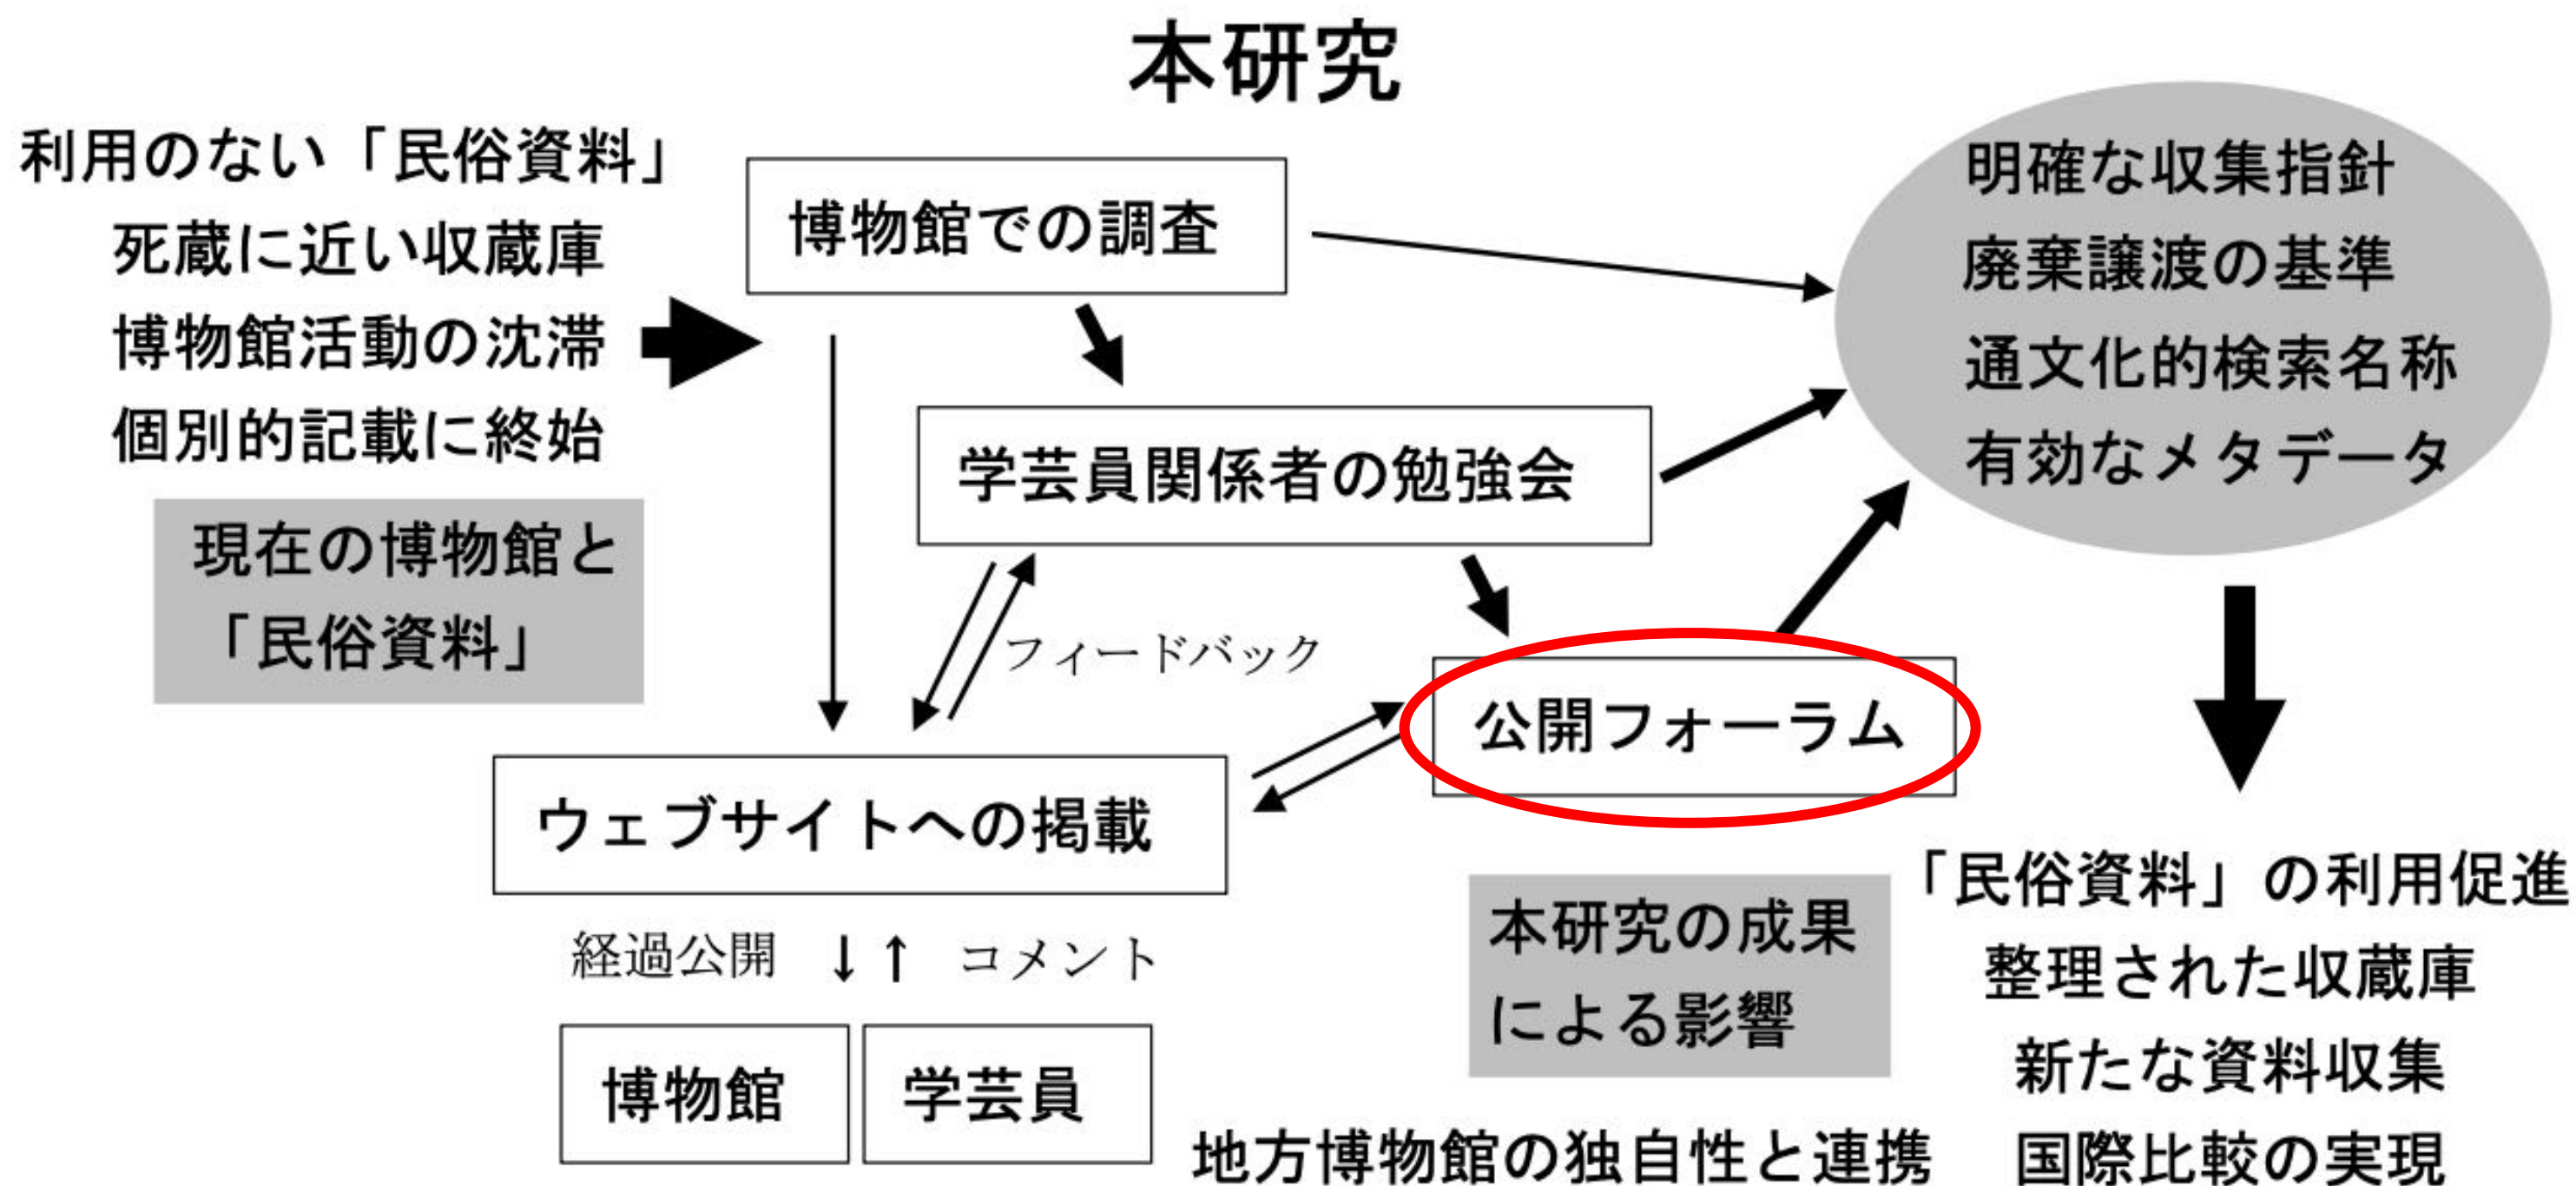 本研究
利用のない「民俗資料」
死蔵に近い収蔵庫
博物館活動の沈滞
個別的記載に終始
現在の博物館と
「民俗資料」
博物館での調査
学芸員関係者の勉強会
フィードバック
公開フォーラム
ウェブサイトへの掲載
経過公開 ↓↑ コメント
博物館
学芸員
明確な収集指針
廃棄譲渡の基準
通文化的検索名称
有効なメタデータ
本研究の成果
による影響
「民俗資料」の利用促進
整理された収蔵庫
新たな資料収集
地方博物館の独自性と連携
国際比較の実現